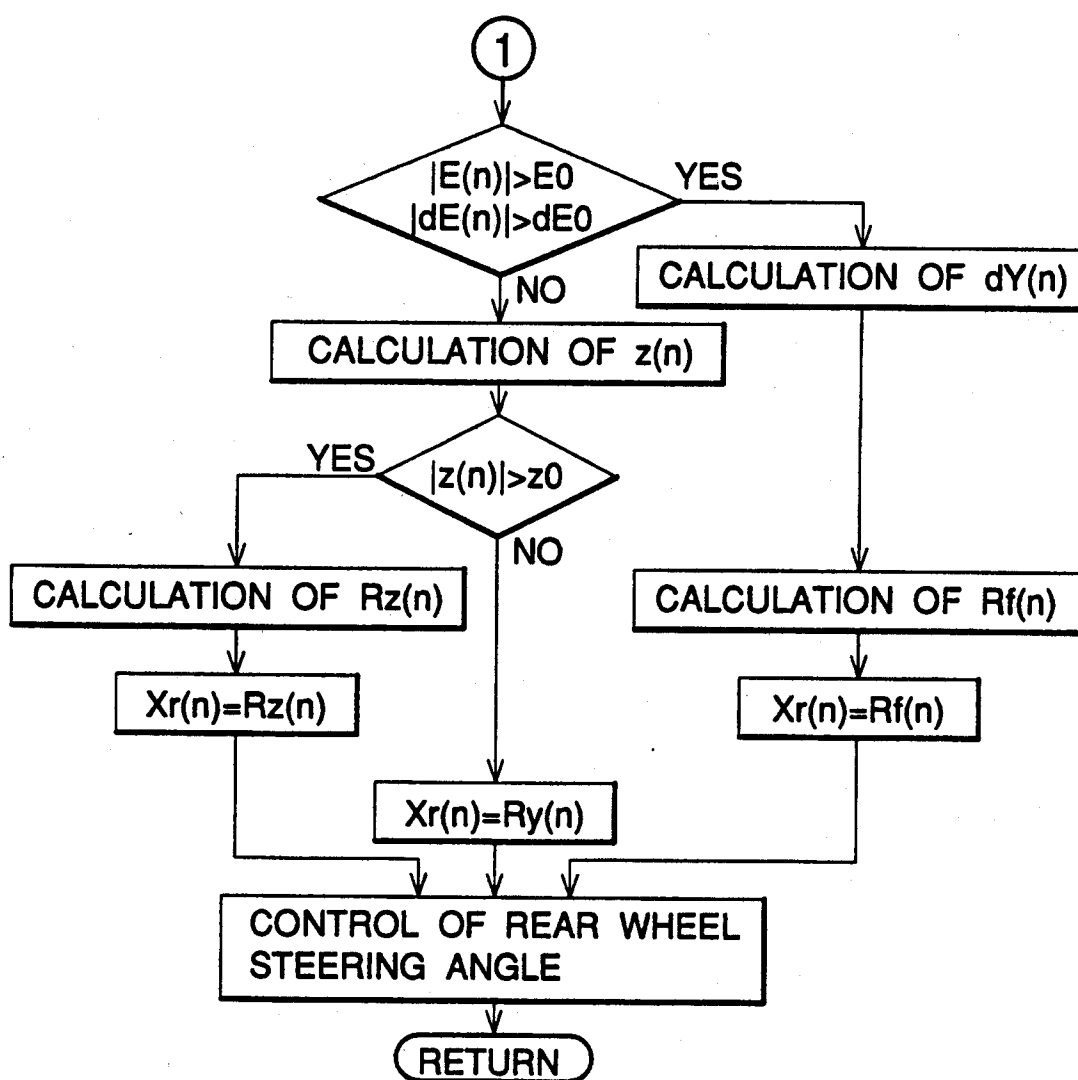 1
|E(n)|>E0
|dE(n)|>dE0
YES
NO
CALCULATION OF dY(n)
CALCULATION OF z(n)
YES
|z(n)|>z0
NO
CALCULATION OF Rz(n)
CALCULATION OF Rf(n)
Xr(n)=Rz(n)
Xr(n)=Rf(n)
Xr(n)=Ry(n)
CONTROL OF REAR WHEEL
STEERING ANGLE
RETURN